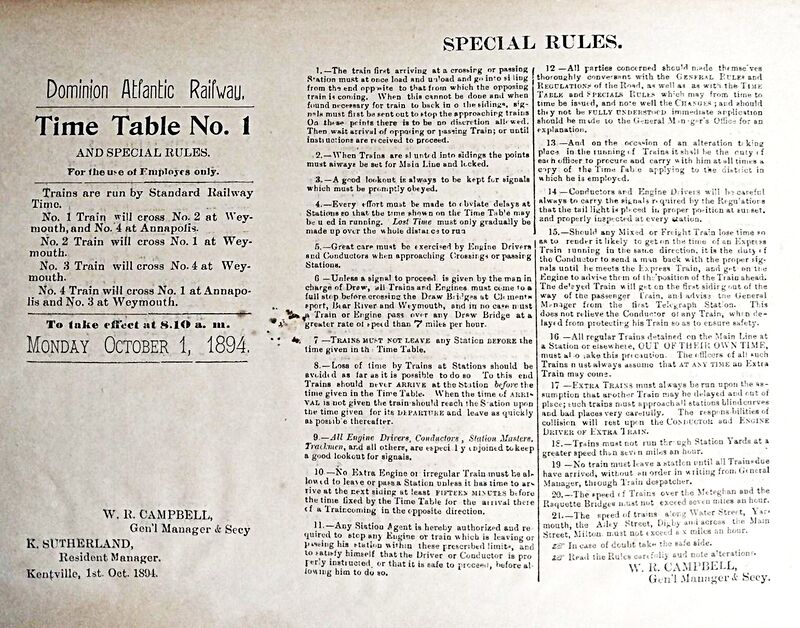 Dominion Atlantic Railway,
Time Table No. 1
AND SPECIAL RULES.
For the use of Employes only.
Trains are run by Standard Railway
Time.
No. 1 Train will cross No. 2 at Wey-
mouth, and No. 4 at Annapolis.
No. 2 Train will cross No. 1 at Wey-
mouth.
No. 3 Train will cross No. 4 at Wey-
mouth.
No. 4 Train will cross No. 1 at Annapo-
lis and No. 3 at Weymouth.
To take effect at 8.10 a. m.
MONDAY OCTOBER 1, 1894.
W. R. CAMPBELL,
Gen'l Manager & Secy
K. SUTHERLAND,
Resident Manager.
Kentville, 1st. Oct. 1894.
SPECIAL RULES.
1.—The train first arriving at a crossing or passing
Station must at once load and unload and go into siding
from the end opposite to that from which the opposing
train is coming. When this cannot be done and when
found necessary for train to back into the sidings, sig-
nals must first be sent out to stop the approaching trains
On these points there is to be no discretion allowed.
Then wait arrival of opposing or passing Train; or until
instructions are received to proceed.
2.—When Trains are shunted into sidings the points
must always be set for Main Line and locked.
3.—A good lookout is always to be kept for signals
which must be promptly obeyed.
4.—Every effort must be made to obviate delays at
Stations so that the time shown on the Time Table may
be used in running. Lost Time must only gradually be
made up over the whole distance to run
5.—Great care must be exercised by Engine Drivers
and Conductors when approaching Crossings or passing
Stations.
6—Unless a signal to proceed is given by the man in
charge of Draw, all Trains and Engines must come to a
full stop before crossing the Draw Bridges at Clements
sport, Bear River and Weymouth, and in no case must
a Train or Engine pass over any Draw Bridge at a
greater rate of speed than 7 miles per hour.
7—TRAINS MUST NOT LEAVE any Station BEFORE the
time given in the Time Table.
8.—Loss of time by Trains at Stations should be
avoided as far as it is possible to do so To this end
Trains should never ARRIVE at the Station before the
time given in the Time Table. When the time of ARRI-
VAL is not given the train should reach the Station upon
the time given for its DEPARTURE and leave as quickly
as possible thereafter.
9.—All Engine Drivers, Conductors, Station Masters,
Trackmen, and all others, are especially enjoined to keep
a good lookout for signals.
10—No Extra Engine or irregular Train must be al-
lowed to leave or pass a Station unless it has time to ar-
rive at the next siding at least FIFTEEN MINUTES before
the time fixed by the Time Table for the arrival there
of a Train coming in the opposite direction.
11.—Any Station Agent is hereby authorized and re-
quired to stop any Engine or train which is leaving or
passing his station within these prescribed limits, and
to satisfy himself that the Driver or Conductor is pro
perly instructed, or that it is safe to proceed, before al-
lowing him to do so.
12—All parties concerned should made themselves
thoroughly conversant with the GENERAL RULES and
REGULATIONS of the Road, as well as as with the TIME
TABLE and SPECIALS RULES which may from time to
time be issued, and note well the CHANGES; and should
they not be FULLY UNDERSTOOD immediate application
should be made to the General Manager's Office for an
explanation.
13.—And on the occasion of an alteration taking
place, in the running of Trains it shall be the duty of
each officer to procure and carry with him at all times a
copy of the Time Table applying to the district in
which he is employed.
14—Conductors and Engine Drivers will be careful
always to carry the signals required by the Regulations
that the tail light is placed in proper position at sunset,
and properly inspected at every station.
15.—Should any Mixed or Freight Train lose time so
as to render it likely to get on the time of an Express
Train running in the same direction, it is the duty of
the Conductor to send a man back with the proper sig-
nals until he meets the Express Train, and get on the
Engine to advise them of the position of the Train ahead.
The delayed Train will get on the first siding out of the
way of the passenger Train, and advise the General
Manager from the first Telegraph Station. This
does not relieve the Conductor of any Train, when de-
layed from protecting his Train so as to ensure safety.
16—All regular Trains detained on the Main Line at
a Station or elsewhere, OUT OF THEIR OWN TIME,
must also take this precaution. The officers of all such
Trains must always assume that AT ANY TIME an Extra
Train may come.
17—EXTRA TRAINS must always be run upon the as-
sumption that another Train may be delayed and out of
place; such trains must approach all stations blind curves
and bad places very carefully. The responsibilities of
collision will rest upon the CONDUCTOR and ENGINE
DRIVER OF EXTRA TRAIN.
18.—Trains must not run through Station Yards at a
greater speed than seven miles an hour.
19—No train must leave a station until all Trains due
have arrived, without an order in writing from General
Manager, through Train despatcher.
20.—The speed of Trains over the Meteghan and the
Raquette Bridges must not exceed seven miles an hour.
21.—The speed of trains along Water Street, Yar-
mouth, the Alley Street, Digby and across the Main
Street, Milton must not exceed six miles an hour.
☞ In case of doubt take the safe side.
☞ Read the Rules carefully and note alterations.
W. R. CAMPBELL,
Gen'l Manager & Secy.